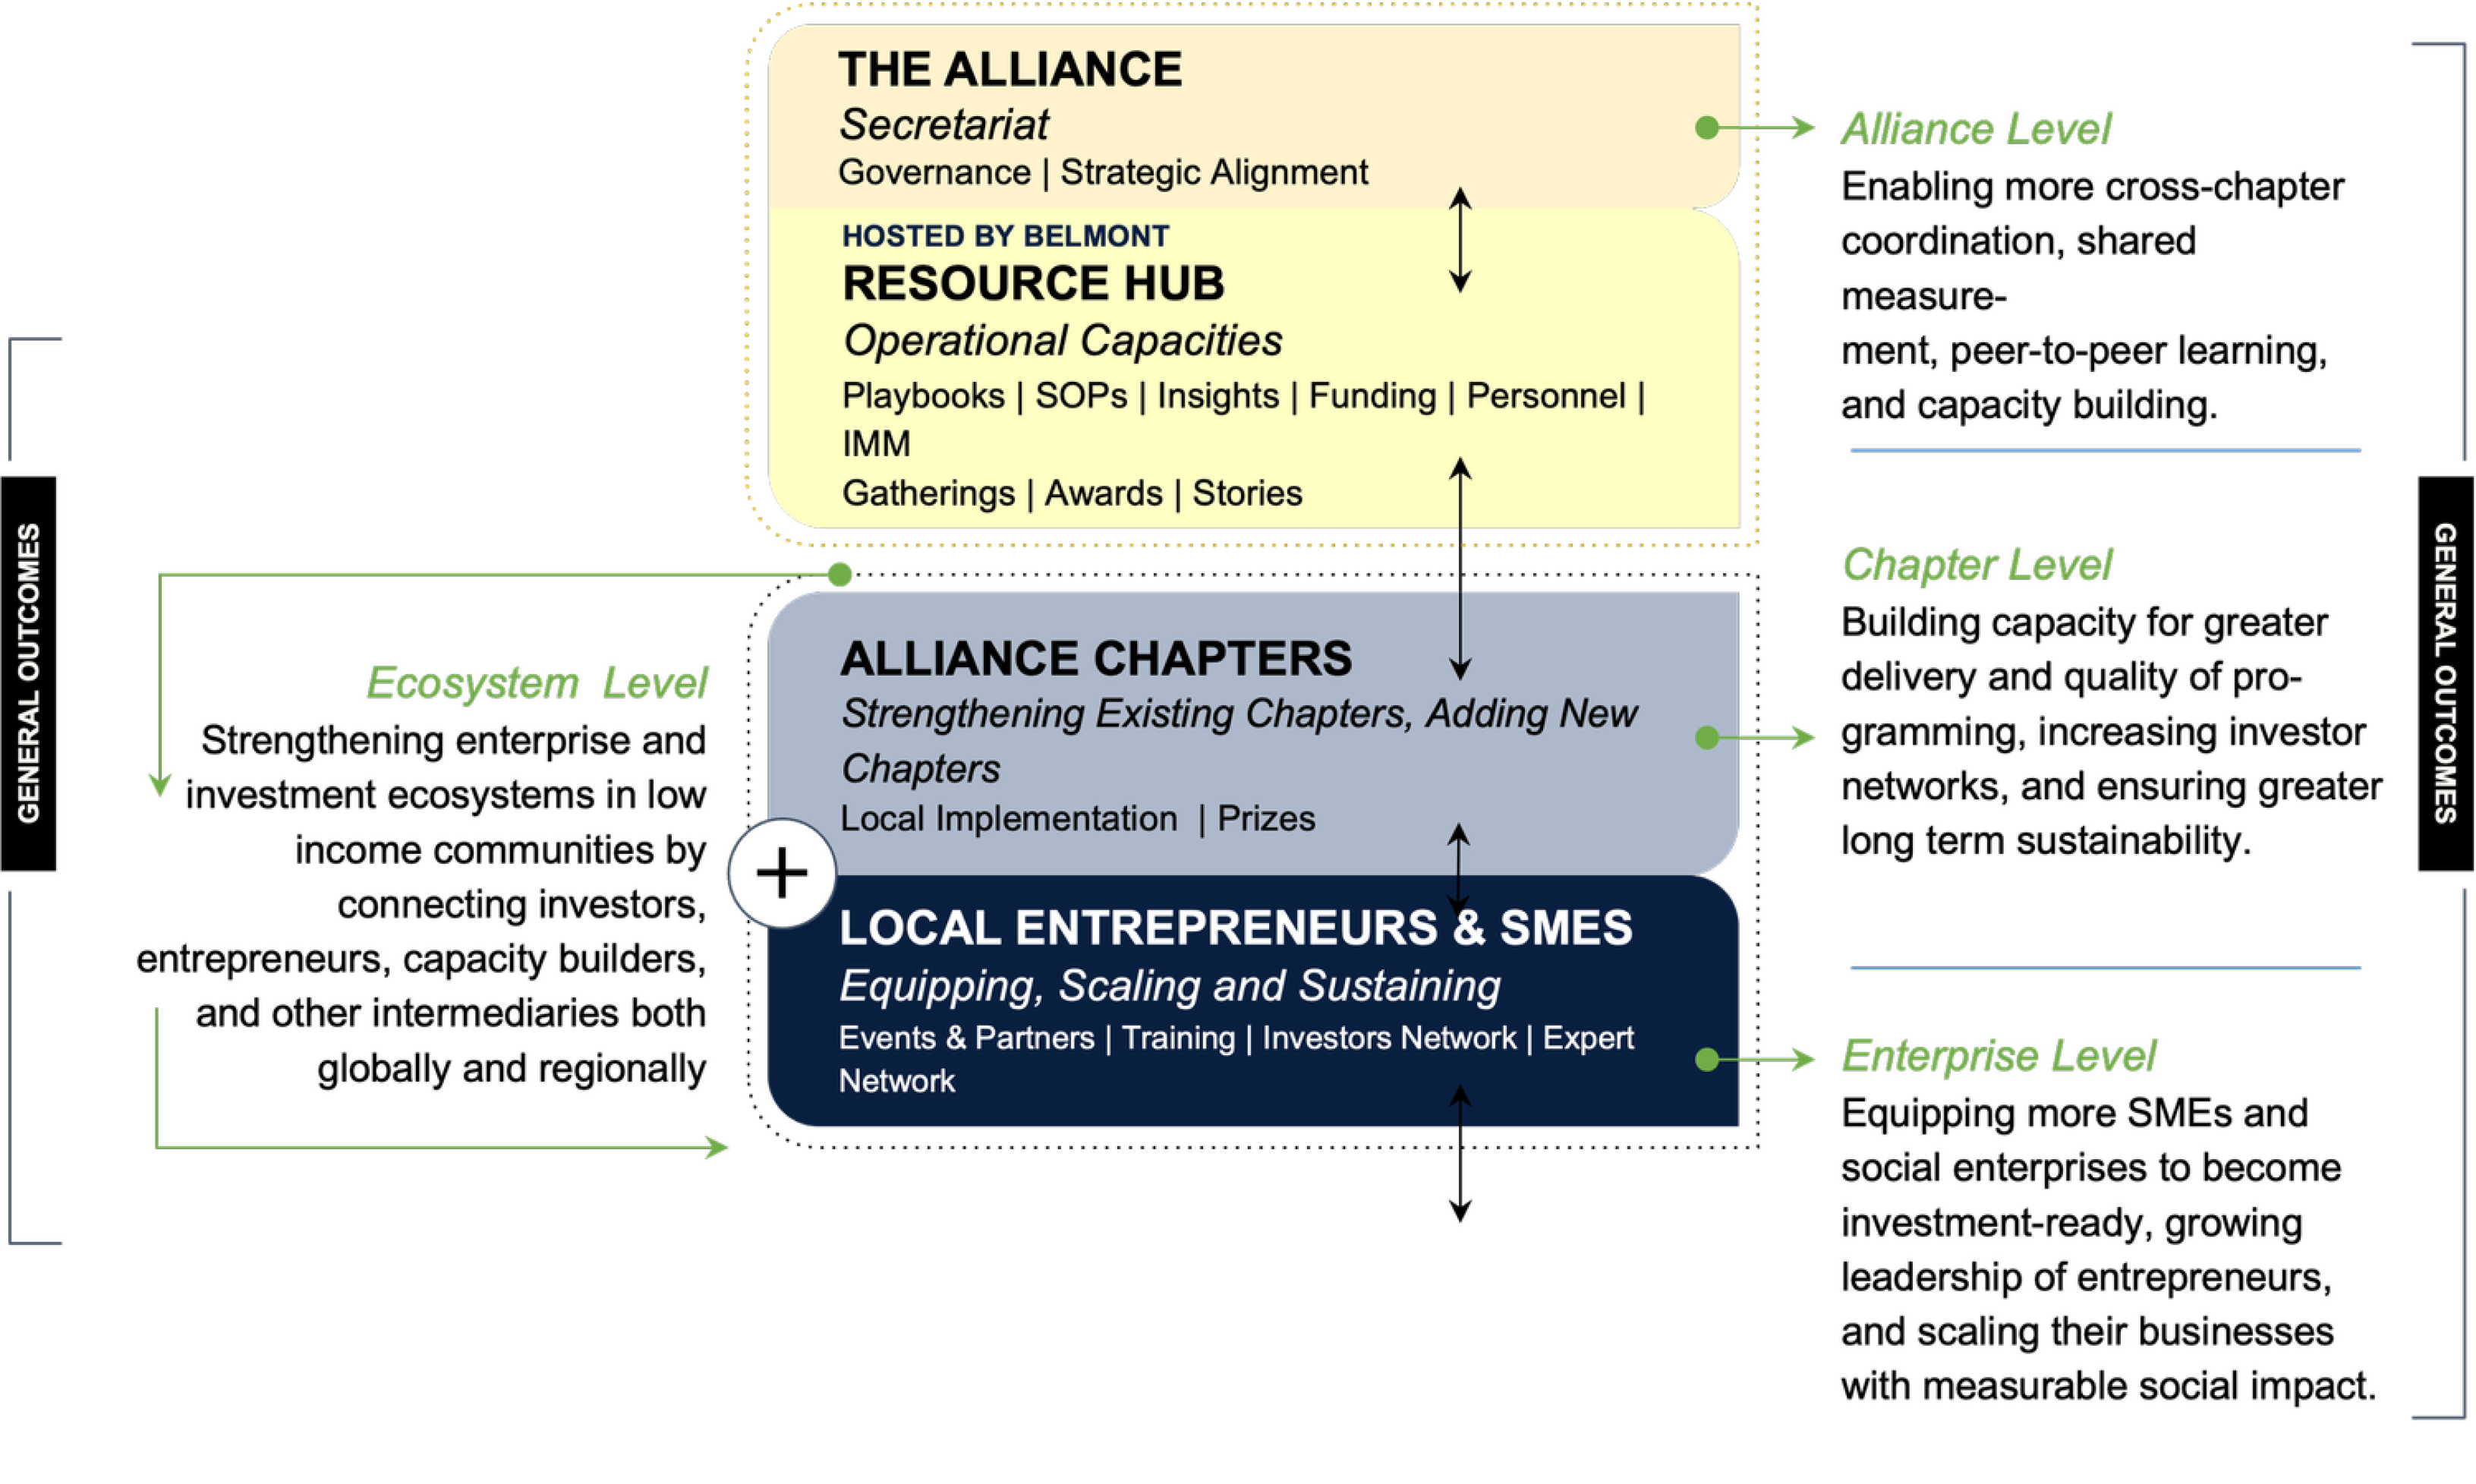 THE ALLIANCE
Secretariat
Governance | Strategic Alignment
HOSTED BY BELMONT
RESOURCE HUB
Operational Capacities
Playbooks | SOPs | Insights | Funding | Personnel |
IMM
Gatherings | Awards | Stories
ALLIANCE CHAPTERS
Strengthening Existing Chapters, Adding New
Chapters
Local Implementation | Prizes
+
LOCAL ENTREPRENEURS & SMES
Equipping, Scaling and Sustaining
Events & Partners | Training | Investors Network | Expert
Network
GENERAL OUTCOMES
Ecosystem Level
Strengthening enterprise and
investment ecosystems in low
income communities by
connecting investors,
entrepreneurs, capacity builders,
and other intermediaries both
globally and regionally
Alliance Level
Enabling more cross-chapter
coordination, shared
measure-
ment, peer-to-peer learning,
and capacity building.
Chapter Level
Building capacity for greater
delivery and quality of pro-
gramming, increasing investor
networks, and ensuring greater
long term sustainability.
Enterprise Level
Equipping more SMEs and
social enterprises to become
investment-ready, growing
leadership of entrepreneurs,
and scaling their businesses
with measurable social impact.
GENERAL OUTCOMES